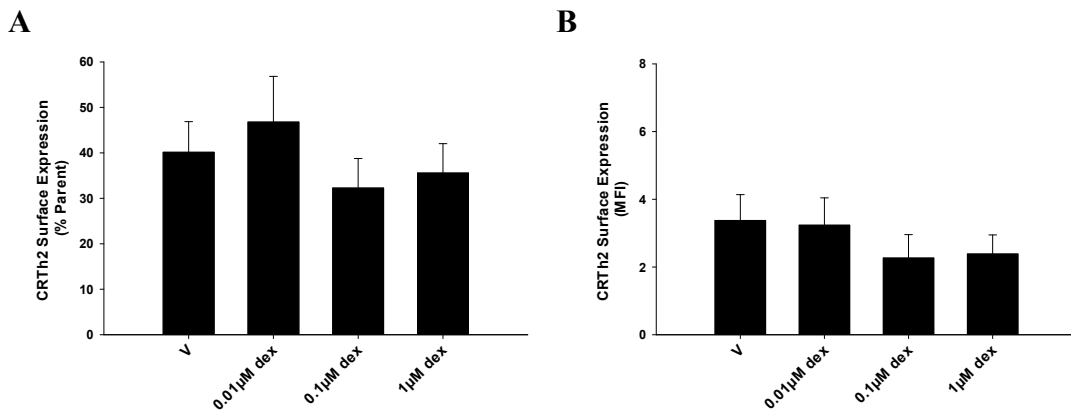 A
CRTh2 Surface Expression
(% Parent)
60
50
40
30
20
10
0
V
0.01µM dex
0.1µM dex
1µM dex
B
CRTh2 Surface Expression
(MFI)
8
6
4
2
0
V
0.01µM dex
0.1µM dex
1µM dex